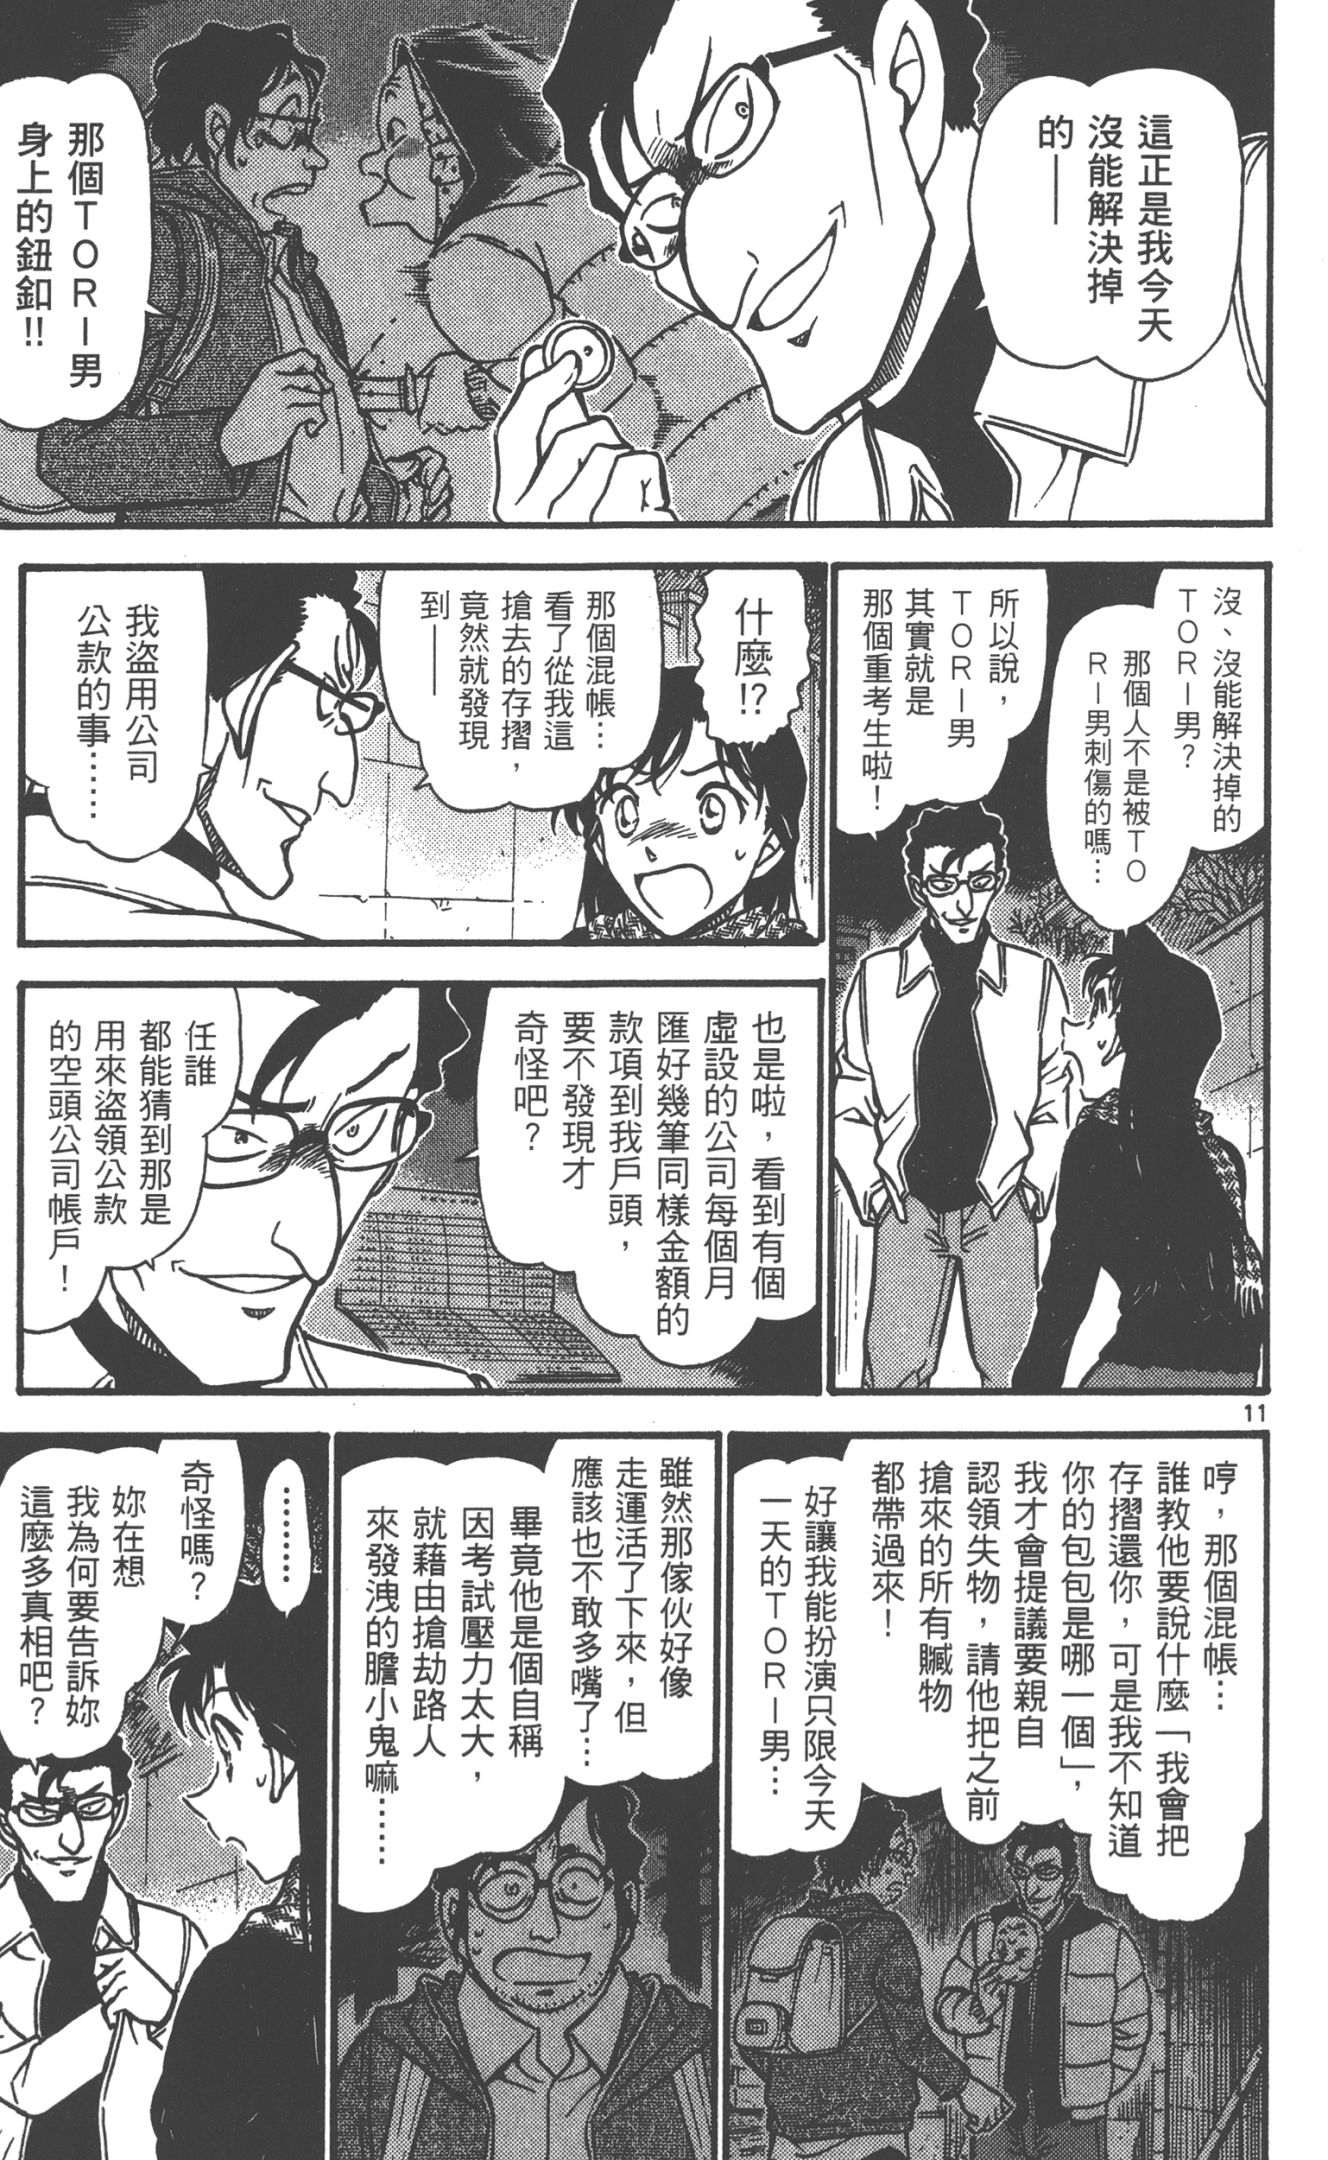 這正是我今天
沒能解決掉
的——
那個TORI男
身上的鈕釦!!
沒、沒能解決掉的
TORI男？
那個人不是被TO
RI男刺傷的嗎…
所以說，
TORI男
其實就是
那個重考生啦！
什麼!?
那個混帳…
看了從我這
搶去的存摺，
竟然就發現
到——
我盜用公司
公款的事……
也是啦，看到有個
虛設的公司每個月
匯好幾筆同樣金額的
款項到我戶頭，
要不發現才
奇怪吧？
任誰
都能猜到那是
用來盜領公款
的空頭公司帳戶！
11
哼，那個混帳…
誰教他要說什麼「我會把
存摺還你，可是我不知道
你的包包是哪一個」，
我才會提議要親自
認領失物，請他把之前
搶來的所有贓物
都帶過來！
好讓我能扮演只限今天
一天的TORI男…
雖然那傢伙好像
走運活了下來，但
應該也不敢多嘴了…
畢竟他是個自稱
因考試壓力太大，
就藉由搶劫路人
來發洩的膽小鬼嘛……
………
奇怪嗎？
妳在想
我為何要告訴妳
這麼多真相吧？